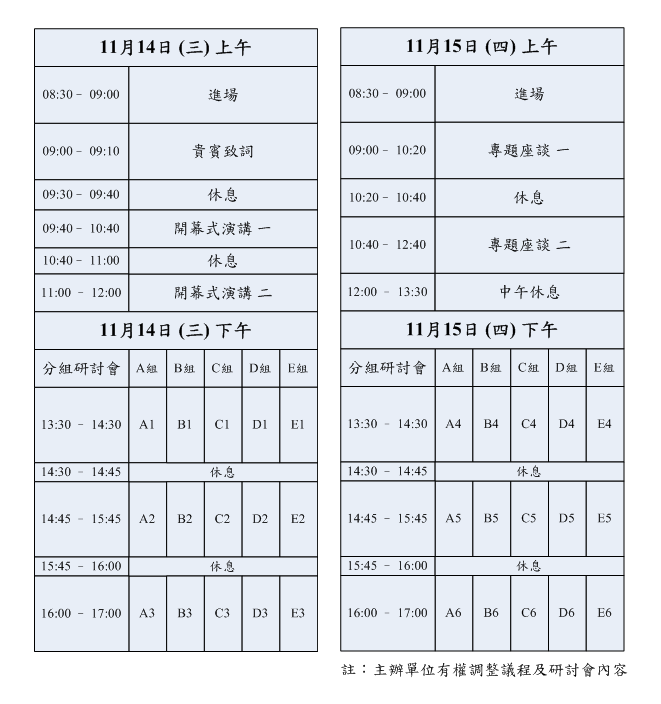 11月14日 (三) 上午
08:30 - 09:00 進場
09:00 - 09:10 貴賓致詞
09:30 - 09:40 休息
09:40 - 10:40 開幕式演講 一
10:40 - 11:00 休息
11:00 - 12:00 開幕式演講 二
11月14日 (三) 下午
分組研討會 A組 B組 C組 D組 E組
13:30 - 14:30 A1 B1 C1 D1 E1
14:30 - 14:45 休息
14:45 - 15:45 A2 B2 C2 D2 E2
15:45 - 16:00 休息
16:00 - 17:00 A3 B3 C3 D3 E3
11月15日 (四) 上午
08:30 - 09:00 進場
09:00 - 10:20 專題座談 一
10:20 - 10:40 休息
10:40 - 12:40 專題座談 二
12:00 - 13:30 中午休息
11月15日 (四) 下午
分組研討會 A組 B組 C組 D組 E組
13:30 - 14:30 A4 B4 C4 D4 E4
14:30 - 14:45 休息
14:45 - 15:45 A5 B5 C5 D5 E5
15:45 - 16:00 休息
16:00 - 17:00 A6 B6 C6 D6 E6
註：主辦單位有權調整議程及研討會內容